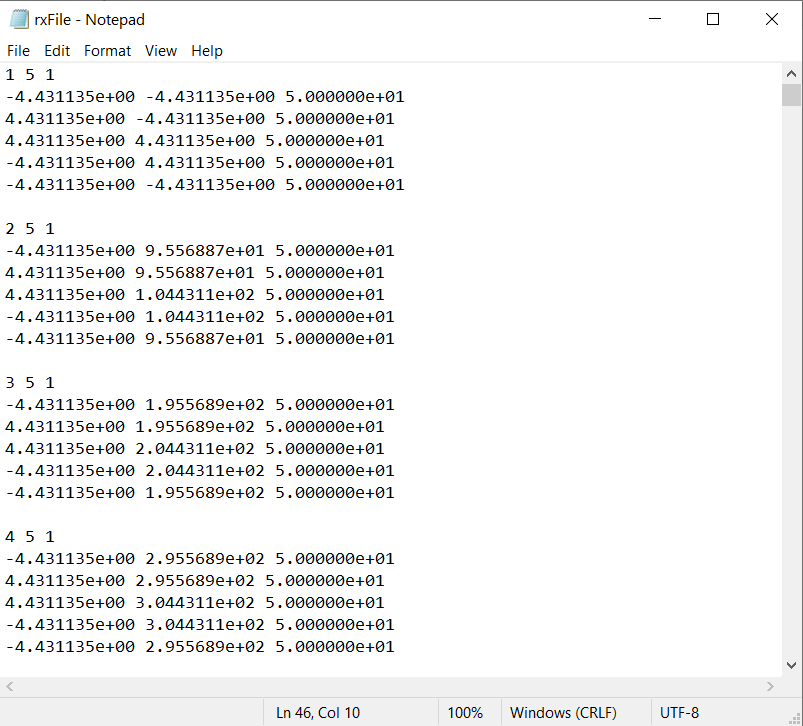 rxFile - Notepad
File Edit Format View Help
1 5 1
-4.431135e+00 -4.431135e+00 5.000000e+01
4.431135e+00 -4.431135e+00 5.000000e+01
4.431135e+00 4.431135e+00 5.000000e+01
-4.431135e+00 4.431135e+00 5.000000e+01
-4.431135e+00 -4.431135e+00 5.000000e+01

2 5 1
-4.431135e+00 9.556887e+01 5.000000e+01
4.431135e+00 9.556887e+01 5.000000e+01
4.431135e+00 1.044311e+02 5.000000e+01
-4.431135e+00 1.044311e+02 5.000000e+01
-4.431135e+00 9.556887e+01 5.000000e+01

3 5 1
-4.431135e+00 1.955689e+02 5.000000e+01
4.431135e+00 1.955689e+02 5.000000e+01
4.431135e+00 2.044311e+02 5.000000e+01
-4.431135e+00 2.044311e+02 5.000000e+01
-4.431135e+00 1.955689e+02 5.000000e+01

4 5 1
-4.431135e+00 2.955689e+02 5.000000e+01
4.431135e+00 2.955689e+02 5.000000e+01
4.431135e+00 3.044311e+02 5.000000e+01
-4.431135e+00 3.044311e+02 5.000000e+01
-4.431135e+00 2.955689e+02 5.000000e+01

Ln 46, Col 10 100% Windows (CRLF) UTF-8